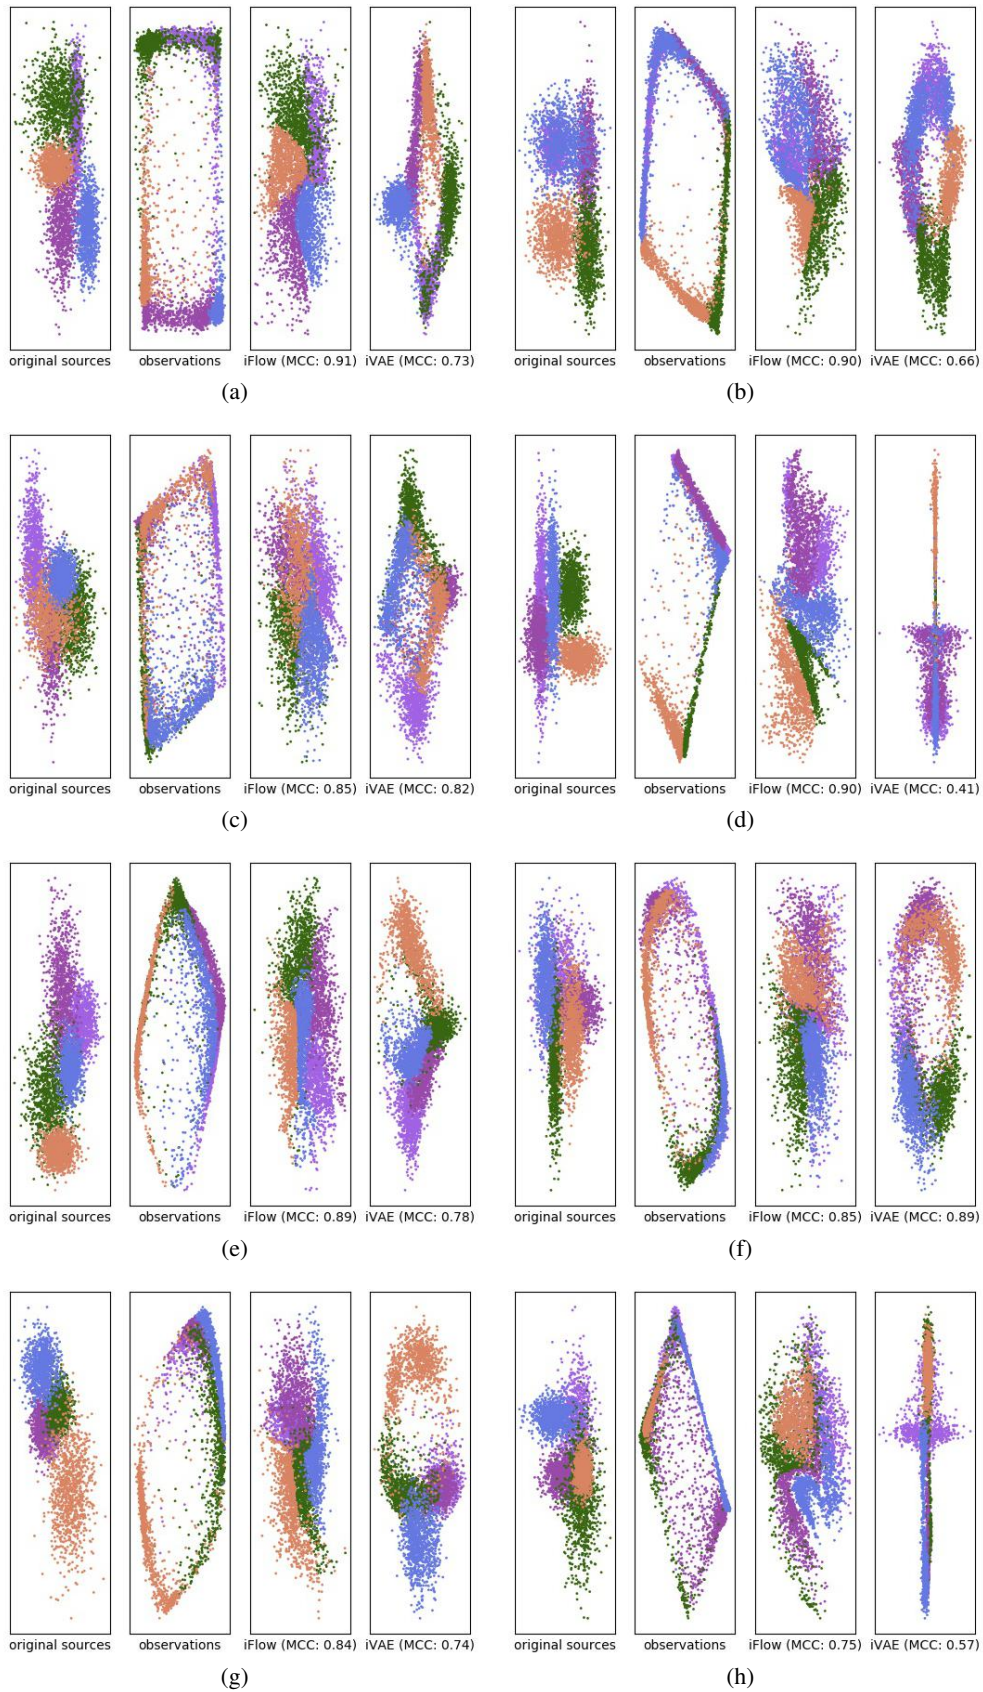 original sources observations iFlow (MCC: 0.91) iVAE (MCC: 0.73)
(a)
original sources observations iFlow (MCC: 0.90) iVAE (MCC: 0.66)
(b)
original sources observations iFlow (MCC: 0.85) iVAE (MCC: 0.82)
(c)
original sources observations iFlow (MCC: 0.90) iVAE (MCC: 0.41)
(d)
original sources observations iFlow (MCC: 0.89) iVAE (MCC: 0.78)
(e)
original sources observations iFlow (MCC: 0.85) iVAE (MCC: 0.89)
(f)
original sources observations iFlow (MCC: 0.84) iVAE (MCC: 0.74)
(g)
original sources observations iFlow (MCC: 0.75) iVAE (MCC: 0.57)
(h)